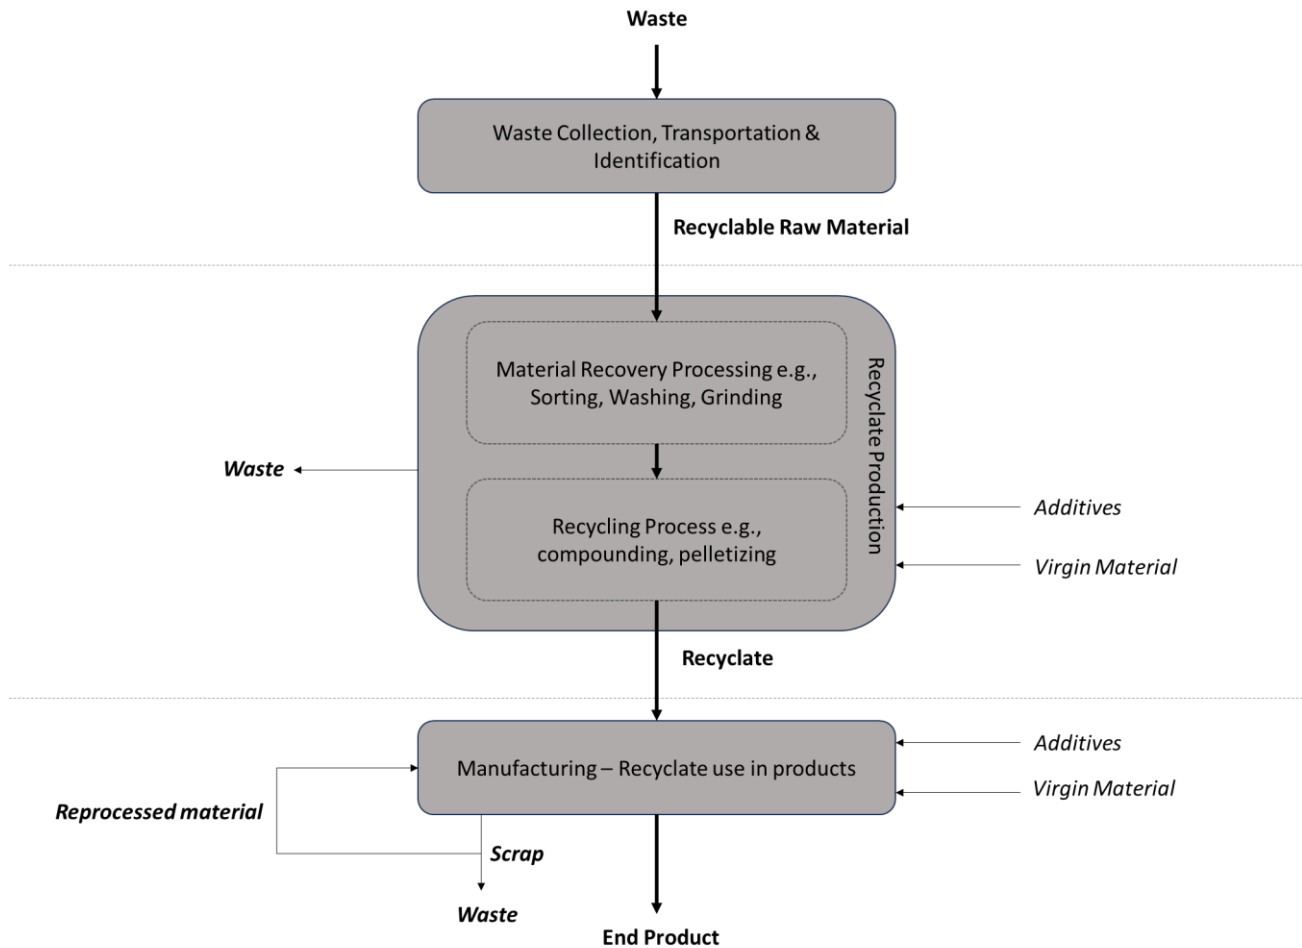 Waste
Waste Collection, Transportation &
Identification
Recyclable Raw Material
Material Recovery Processing e.g.,
Sorting, Washing, Grinding
Recyclate Production
Waste
Recycling Process e.g.,
compounding, pelletizing
Additives
Virgin Material
Recyclate
Manufacturing – Recyclate use in products
Additives
Virgin Material
Reprocessed material
Scrap
Waste
End Product